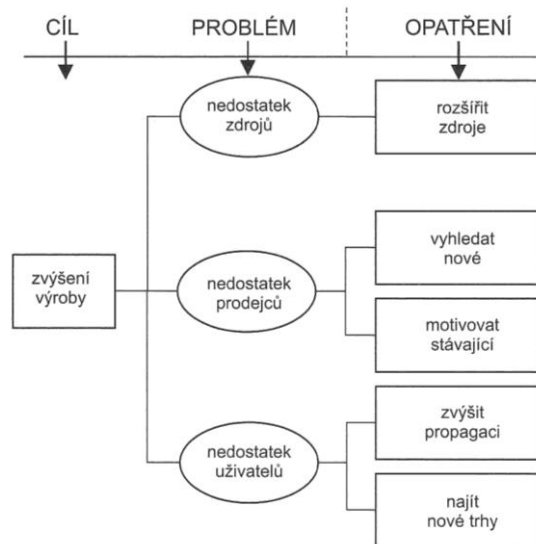 CÍL
PROBLÉM
OPATŘENÍ
nedostatek
zdrojů
rozšířit
zdroje
zvýšení
výroby
nedostatek
prodejců
vyhledat
nové
motivovat
stávající
nedostatek
uživatelů
zvýšit
propagaci
najít
nové trhy